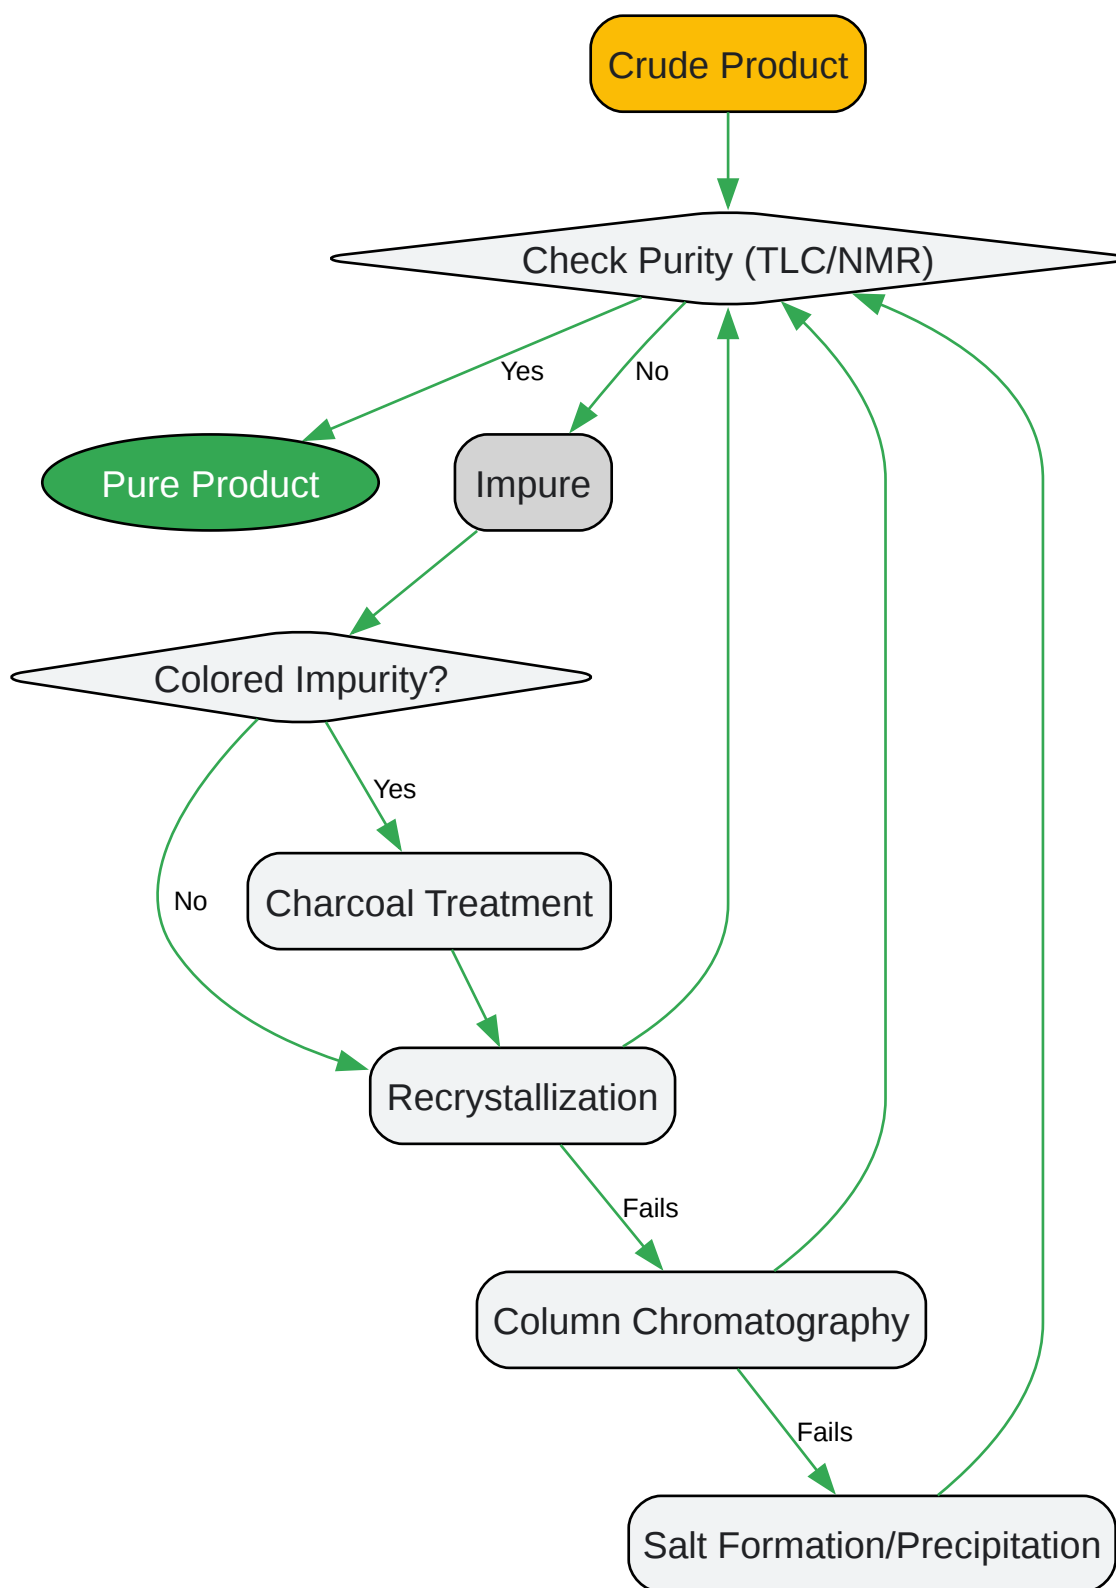 Crude Product
Check Purity (TLC/NMR)
Yes
No
Pure Product
Impure
Colored Impurity?
Yes
Charcoal Treatment
No
Recrystallization
Fails
Column Chromatography
Fails
Salt Formation/Precipitation